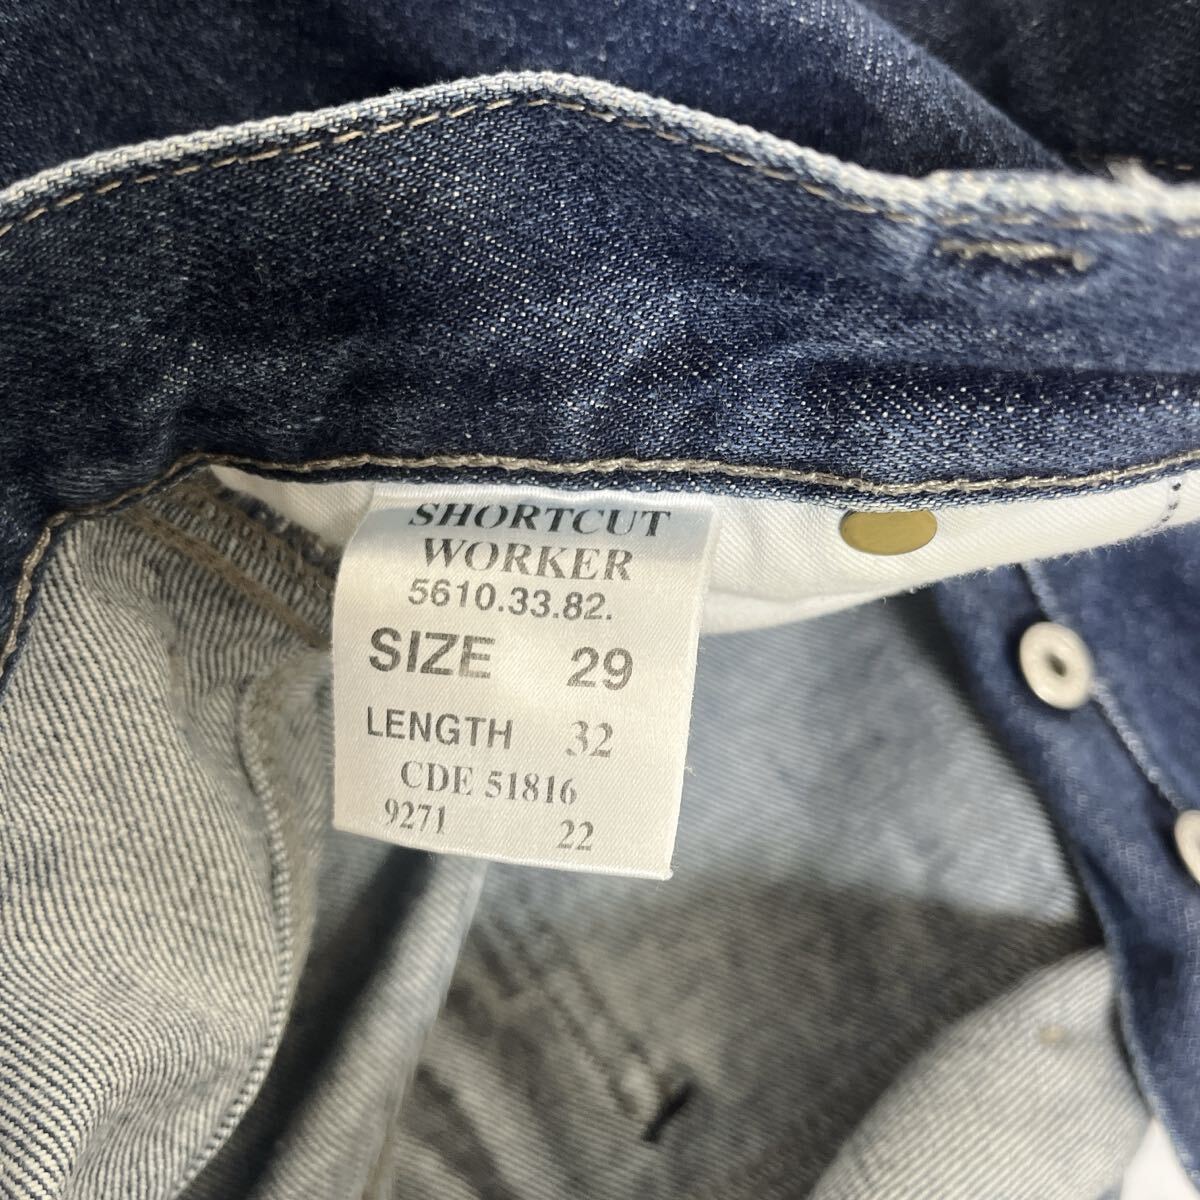 SHORTCUT
WORKER
5610.33.82.
SIZE 29
LENGTH 32
CDE 51816
9271 22